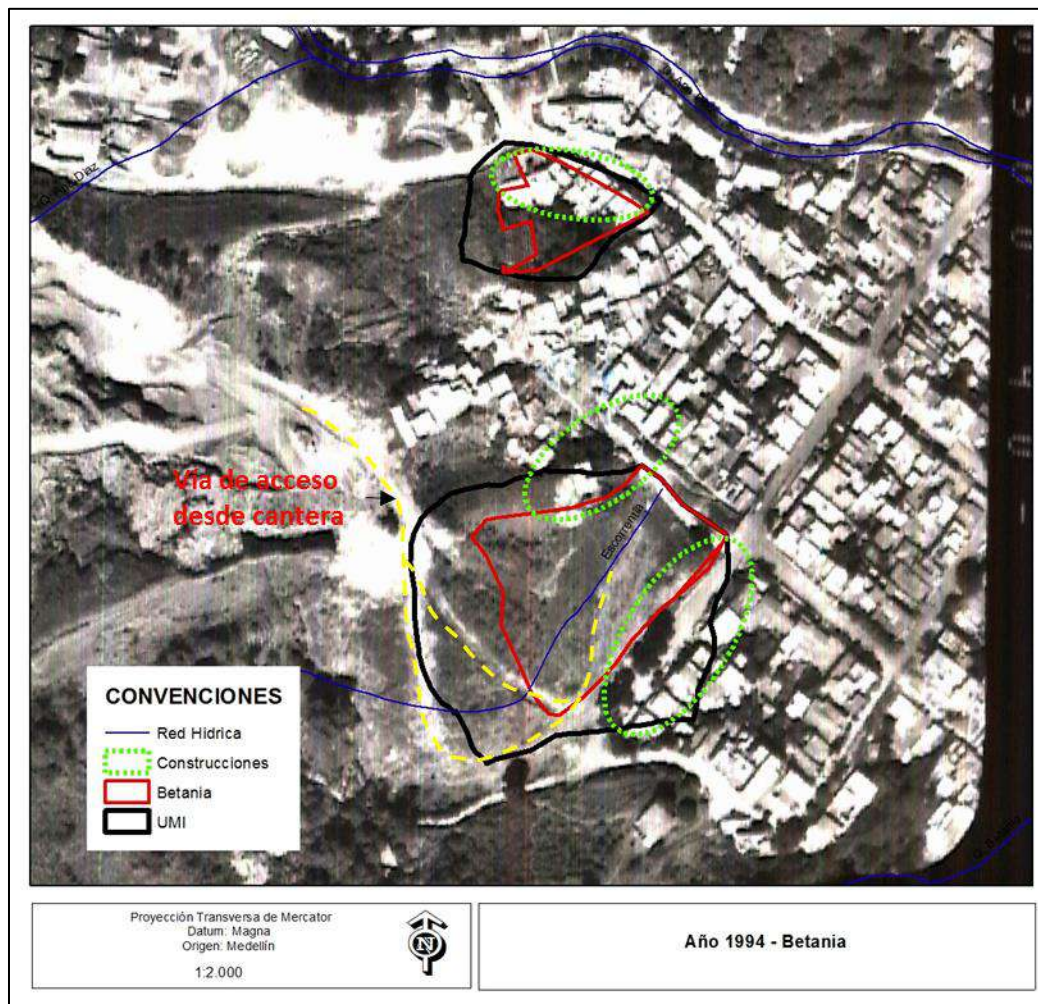 Vía de acceso
desde cantera
Escorrentía
CONVENCIONES
Red Hidrica
Construcciones
Betania
UMI
Proyección Transversa de Mercator
Datum: Magna
Origen: Medellín
1:2.000
N
Año 1994 - Betania